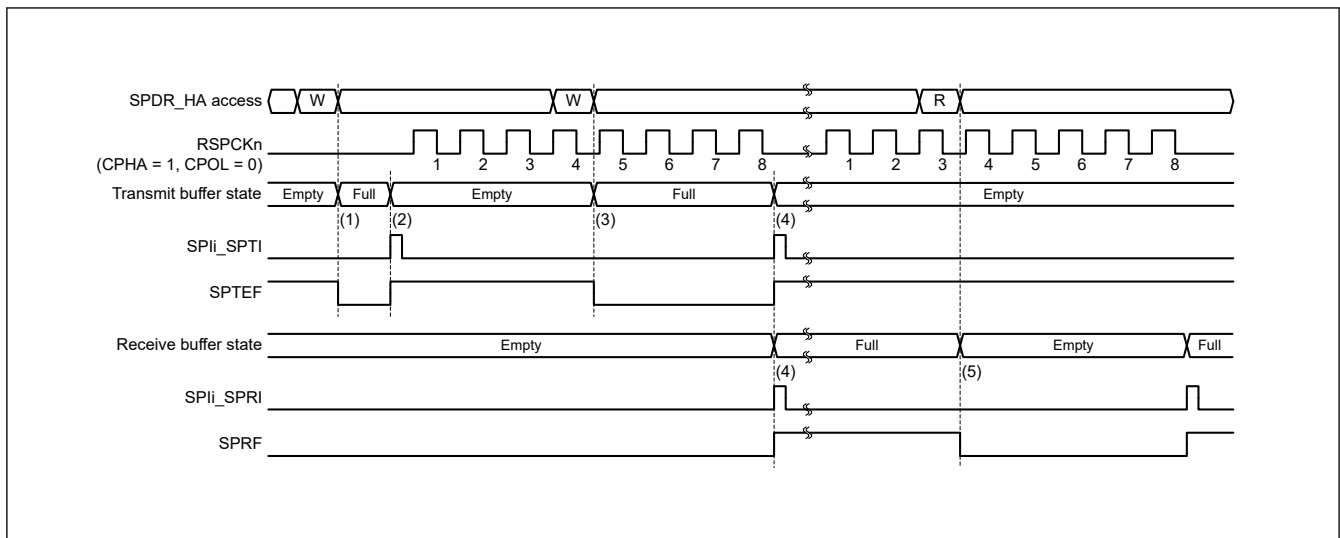 SPDR_HA access W W R
RSPCKn
(CPHA = 1, CPOL = 0)
1 2 3 4 5 6 7 8 1 2 3 4 5 6 7 8
Transmit buffer state Empty Full Empty Full Empty
(1) (2) (3) (4)
SPIi_SPTI
SPTEF
Receive buffer state Empty Full Empty Full
(4) (5)
SPIi_SPRI
SPRF